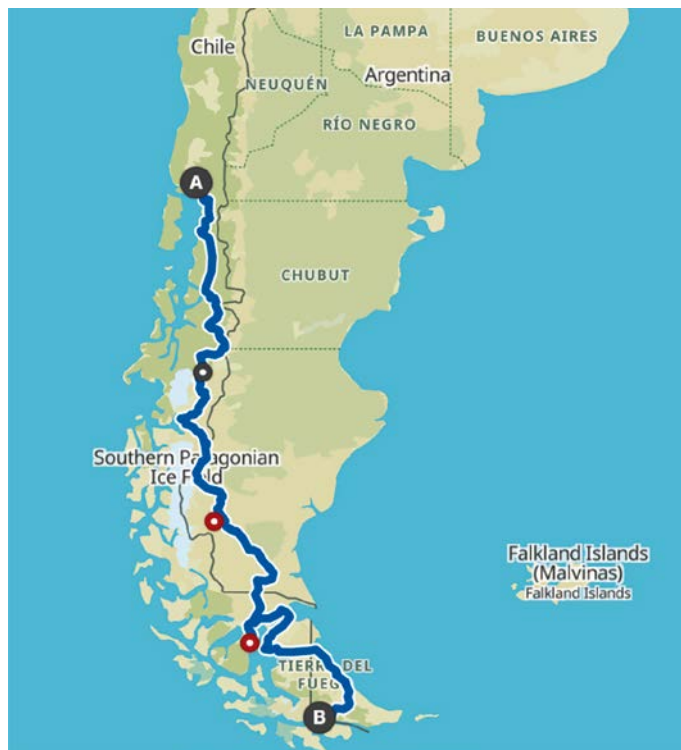 LA PAMPA
BUENOS AIRES
Chile
Argentina
NEUQUÉN
RÍO NEGRO
A
CHUBUT
Southern Patagonian
Ice Field
Falkland Islands
(Malvinas)
Falkland Islands
TIERRA DEL
FUEG
B